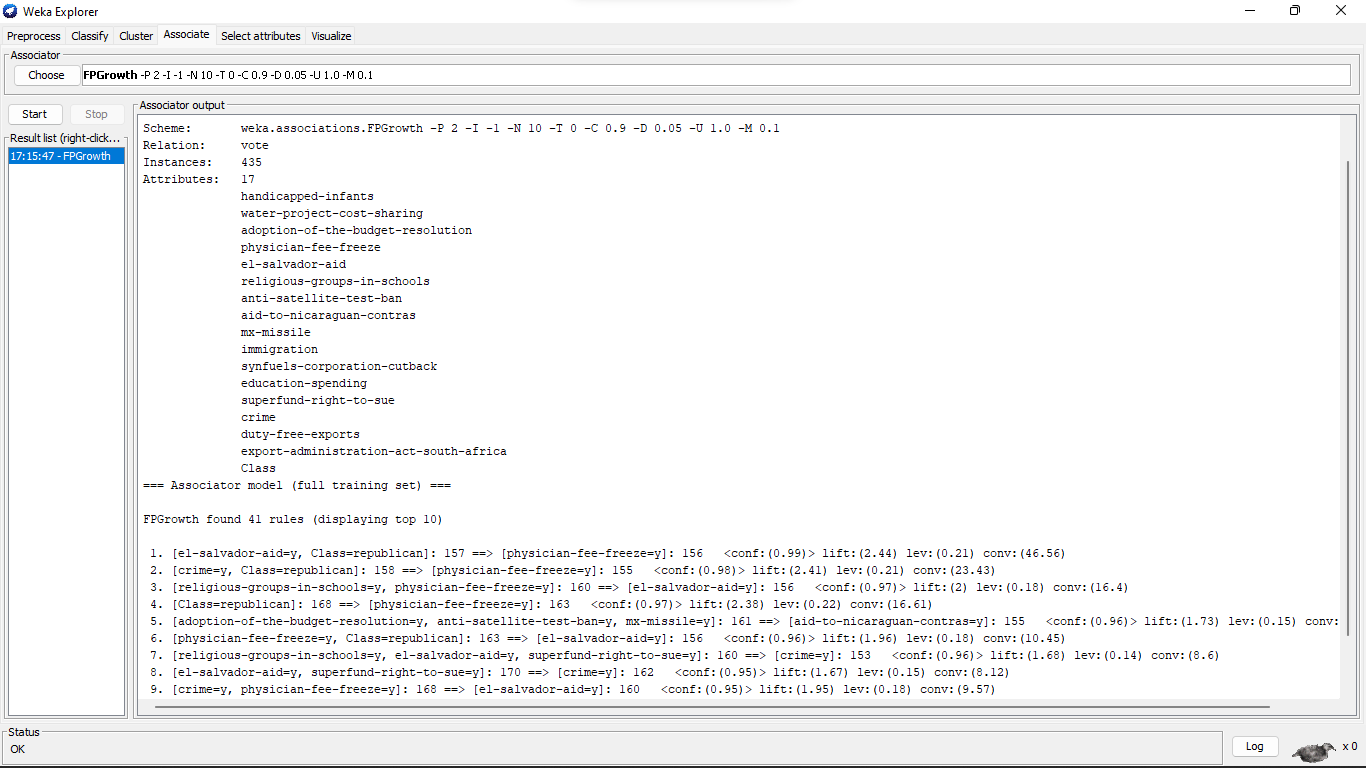 Weka Explorer
Preprocess Classify Cluster Associate Select attributes Visualize
Associator
Choose FPGrowth -P 2 -I -1 -N 10 -T 0 -C 0.9 -D 0.05 -U 1.0 -M 0.1
Start Stop
Result list (right-click...
17:15:47 - FPGrowth
Associator output
Scheme: weka.associations.FPGrowth -P 2 -I -1 -N 10 -T 0 -C 0.9 -D 0.05 -U 1.0 -M 0.1
Relation: vote
Instances: 435
Attributes: 17
handicapped-infants
water-project-cost-sharing
adoption-of-the-budget-resolution
physician-fee-freeze
el-salvador-aid
religious-groups-in-schools
anti-satellite-test-ban
aid-to-nicaraguan-contras
mx-missile
immigration
synfuels-corporation-cutback
education-spending
superfund-right-to-sue
crime
duty-free-exports
export-administration-act-south-africa
Class
=== Associator model (full training set) ===
FPGrowth found 41 rules (displaying top 10)
1. [el-salvador-aid=y, Class=republican]: 157 ==> [physician-fee-freeze=y]: 156 <conf:(0.99)> lift:(2.44) lev:(0.21) conv:(46.56)
2. [crime=y, Class=republican]: 158 ==> [physician-fee-freeze=y]: 155 <conf:(0.98)> lift:(2.41) lev:(0.21) conv:(23.43)
3. [religious-groups-in-schools=y, physician-fee-freeze=y]: 160 ==> [el-salvador-aid=y]: 156 <conf:(0.97)> lift:(2) lev:(0.18) conv:(16.4)
4. [Class=republican]: 168 ==> [physician-fee-freeze=y]: 163 <conf:(0.97)> lift:(2.38) lev:(0.22) conv:(16.61)
5. [adoption-of-the-budget-resolution=y, anti-satellite-test-ban=y, mx-missile=y]: 161 ==> [aid-to-nicaraguan-contras=y]: 155 <conf:(0.96)> lift:(1.73) lev:(0.15) conv:
6. [physician-fee-freeze=y, Class=republican]: 163 ==> [el-salvador-aid=y]: 156 <conf:(0.96)> lift:(1.96) lev:(0.18) conv:(10.45)
7. [religious-groups-in-schools=y, el-salvador-aid=y, superfund-right-to-sue=y]: 160 ==> [crime=y]: 153 <conf:(0.96)> lift:(1.68) lev:(0.14) conv:(8.6)
8. [el-salvador-aid=y, superfund-right-to-sue=y]: 170 ==> [crime=y]: 162 <conf:(0.95)> lift:(1.67) lev:(0.15) conv:(8.12)
9. [crime=y, physician-fee-freeze=y]: 168 ==> [el-salvador-aid=y]: 160 <conf:(0.95)> lift:(1.95) lev:(0.18) conv:(9.57)
Status
OK
Log
x 0